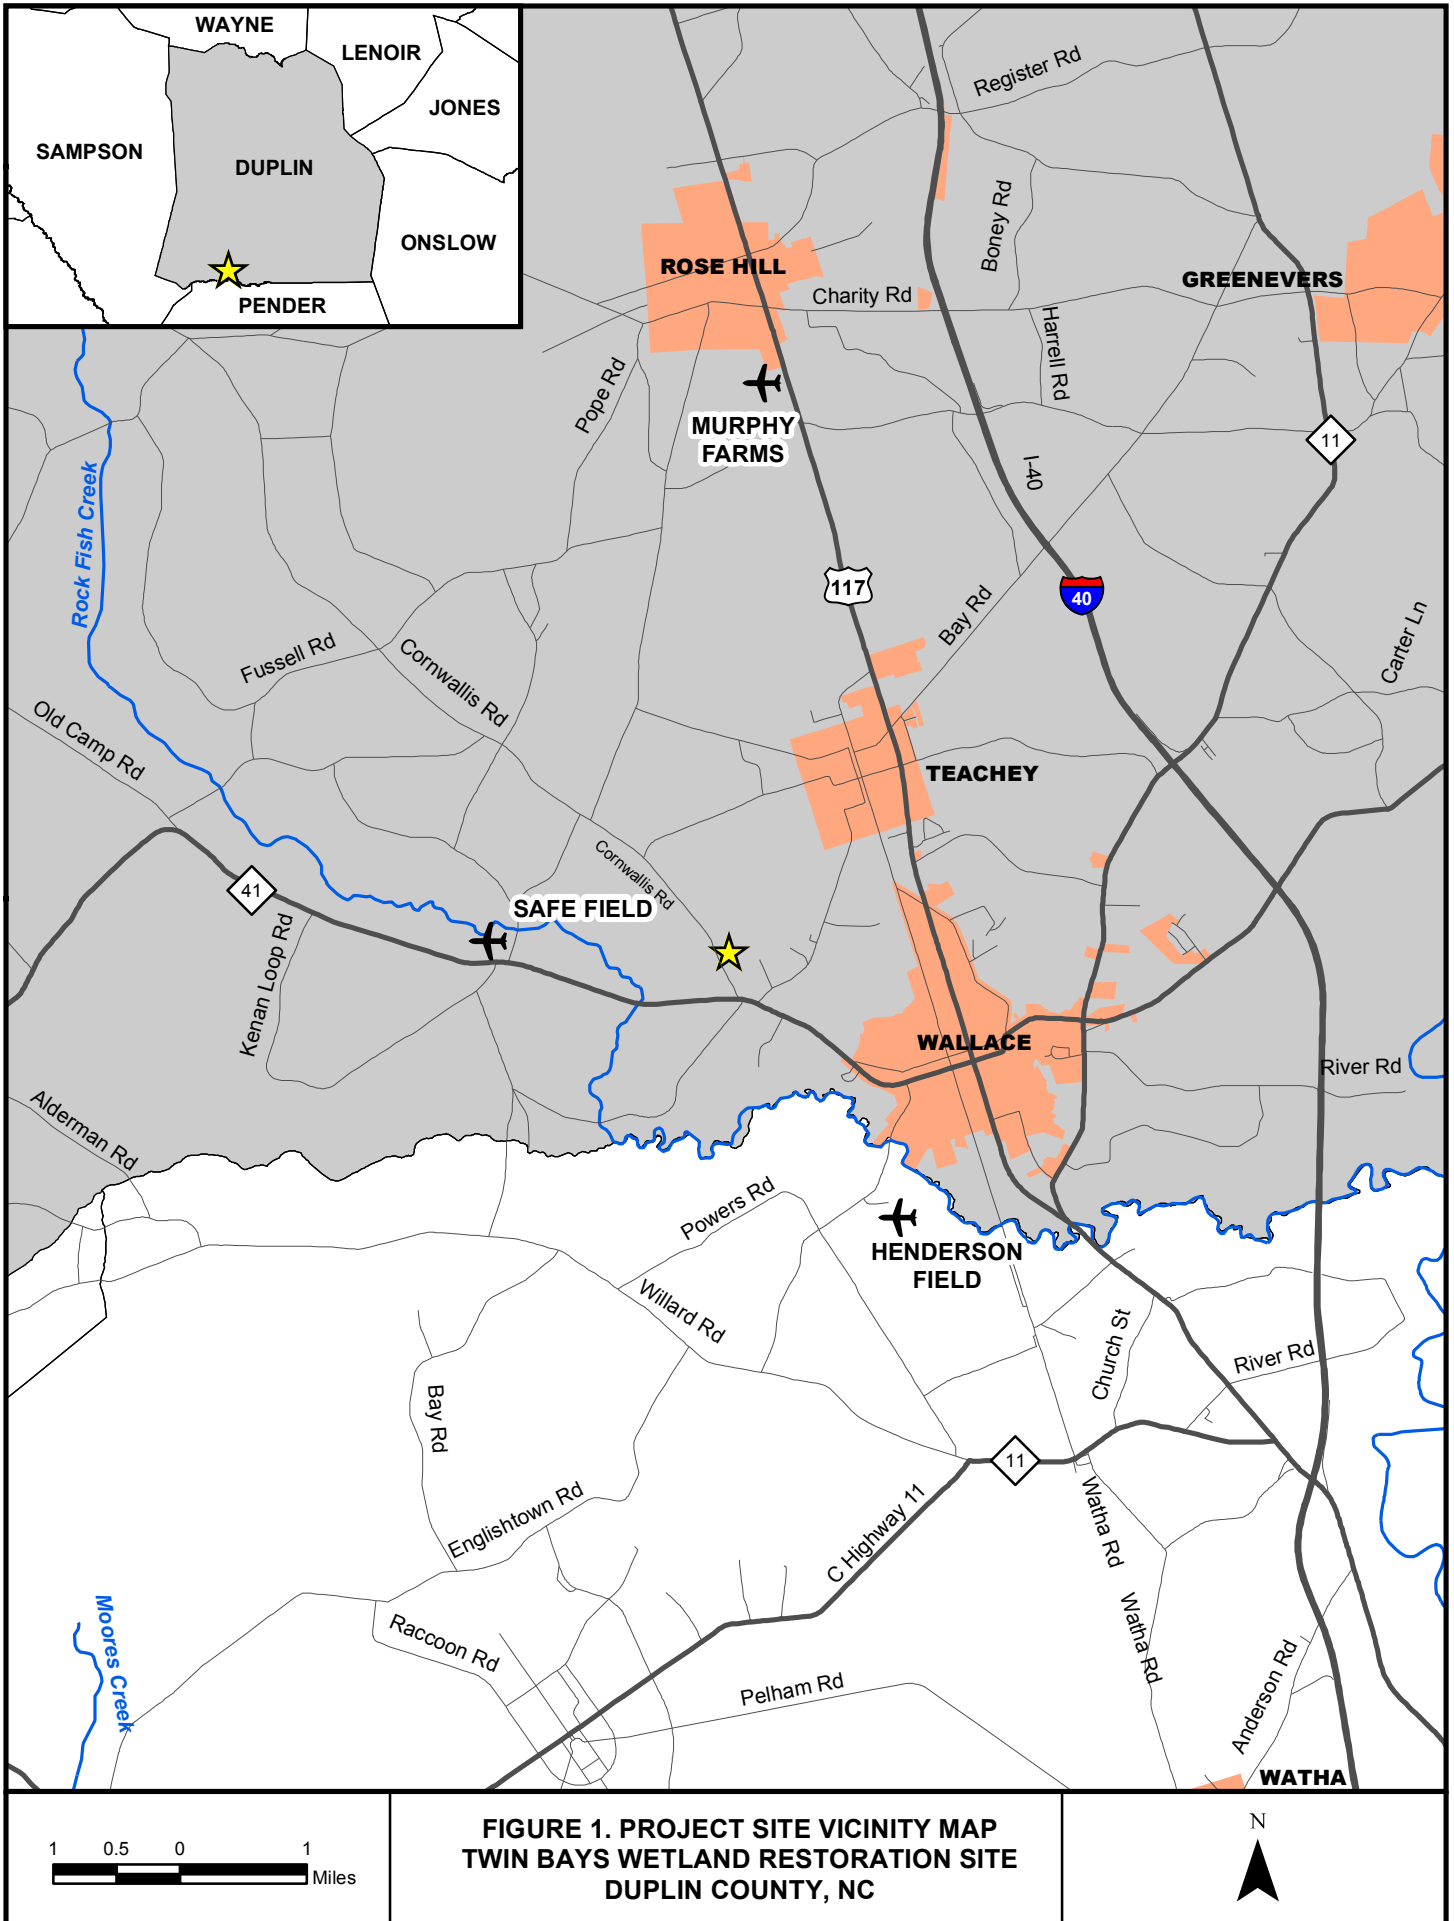 WAYNE
LENOIR
JONES
SAMPSON
DUPLIN
ONSLOW
PENDER
Register Rd
Boney Rd
ROSE HILL
GREENEVERS
Charity Rd
Harrell Rd
Pope Rd
MURPHY
FARMS
11
I-40
Rock Fish Creek
117
40
Bay Rd
Carter Ln
Fussell Rd
Cornwallis Rd
Old Camp Rd
TEACHEY
Cornwallis Rd
41
SAFE FIELD
Kenan Loop Rd
WALLACE
River Rd
Alderman Rd
Powers Rd
HENDERSON
FIELD
Willard Rd
Church St
River Rd
Bay Rd
11
Englishtown Rd
C Highway 11
Watha Rd
Watha Rd
Moores Creek
Raccoon Rd
Pelham Rd
Anderson Rd
WATHA
1 0.5 0 1
Miles
FIGURE 1. PROJECT SITE VICINITY MAP
TWIN BAYS WETLAND RESTORATION SITE
DUPLIN COUNTY, NC
N